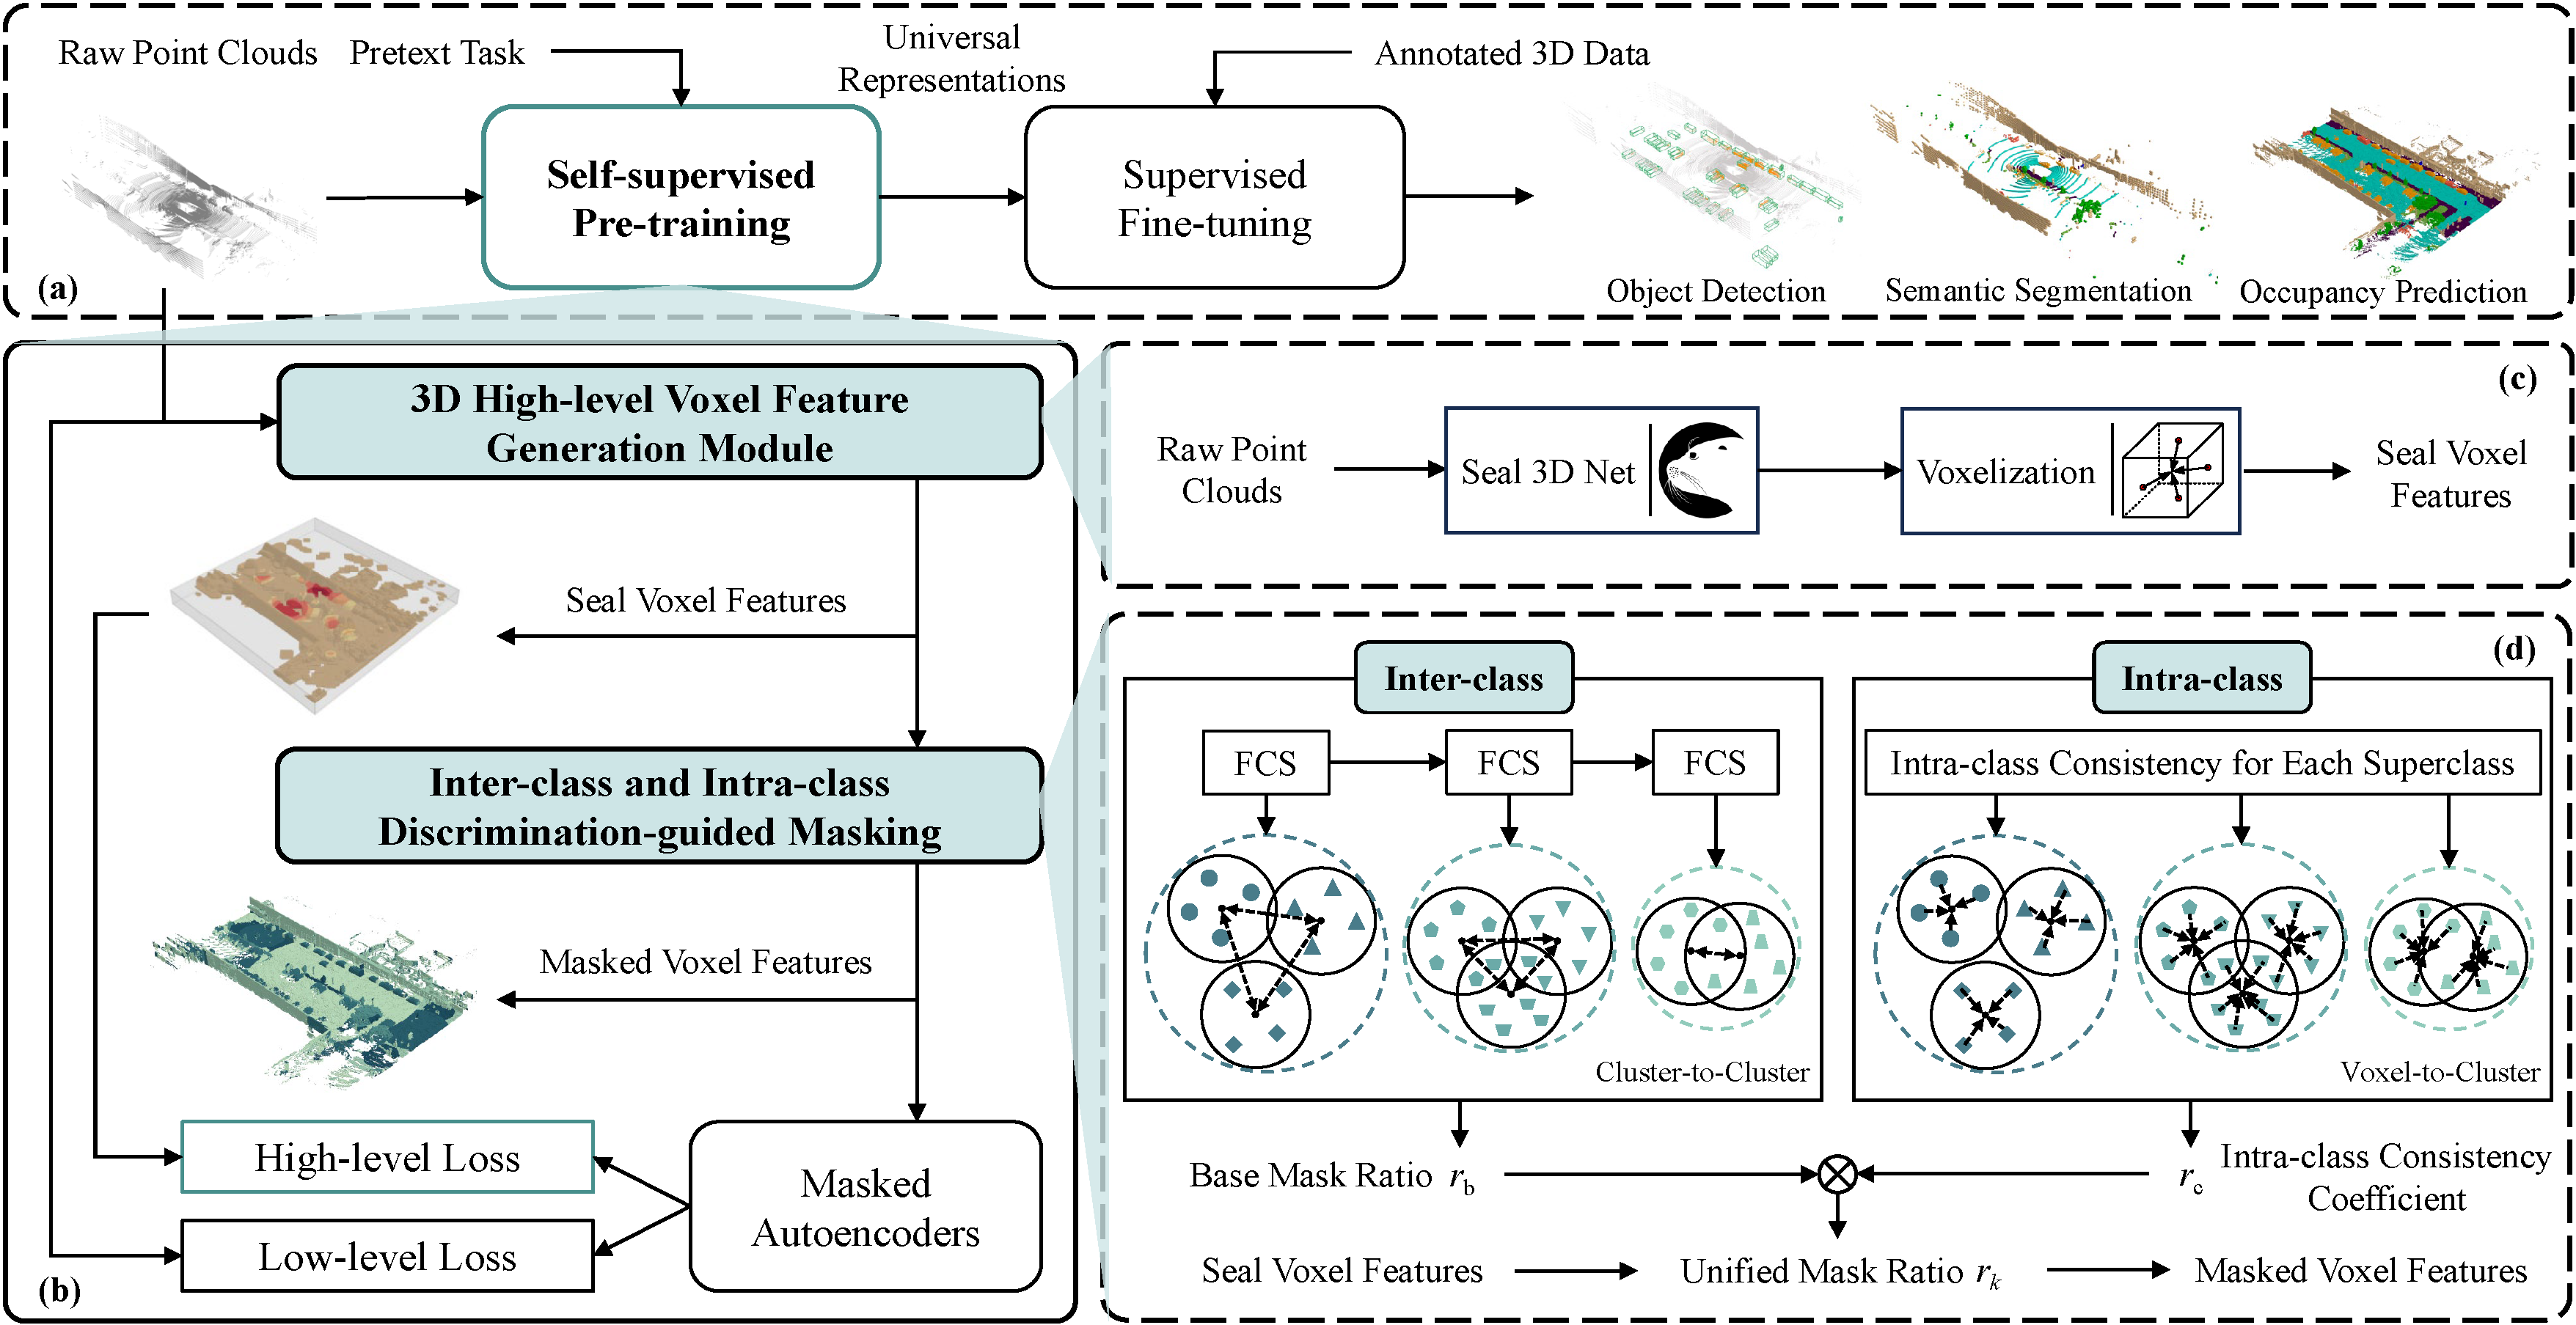 Raw Point Clouds
Pretext Task
Universal
Representations
Annotated 3D Data
Self-supervised
Pre-training
Supervised
Fine-tuning
(a)
Object Detection
Semantic Segmentation
Occupancy Prediction
3D High-level Voxel Feature
Generation Module
Seal Voxel Features
Inter-class and Intra-class
Discrimination-guided Masking
Masked Voxel Features
High-level Loss
Low-level Loss
Masked
Autoencoders
(b)
(c)
Raw Point
Clouds
Seal 3D Net
Voxelization
Seal Voxel
Features
(d)
Inter-class
FCS
FCS
FCS
Cluster-to-Cluster
Intra-class
Intra-class Consistency for Each Superclass
Voxel-to-Cluster
Base Mask Ratio r_b
r_c
Intra-class Consistency
Coefficient
Seal Voxel Features
Unified Mask Ratio r_k
Masked Voxel Features